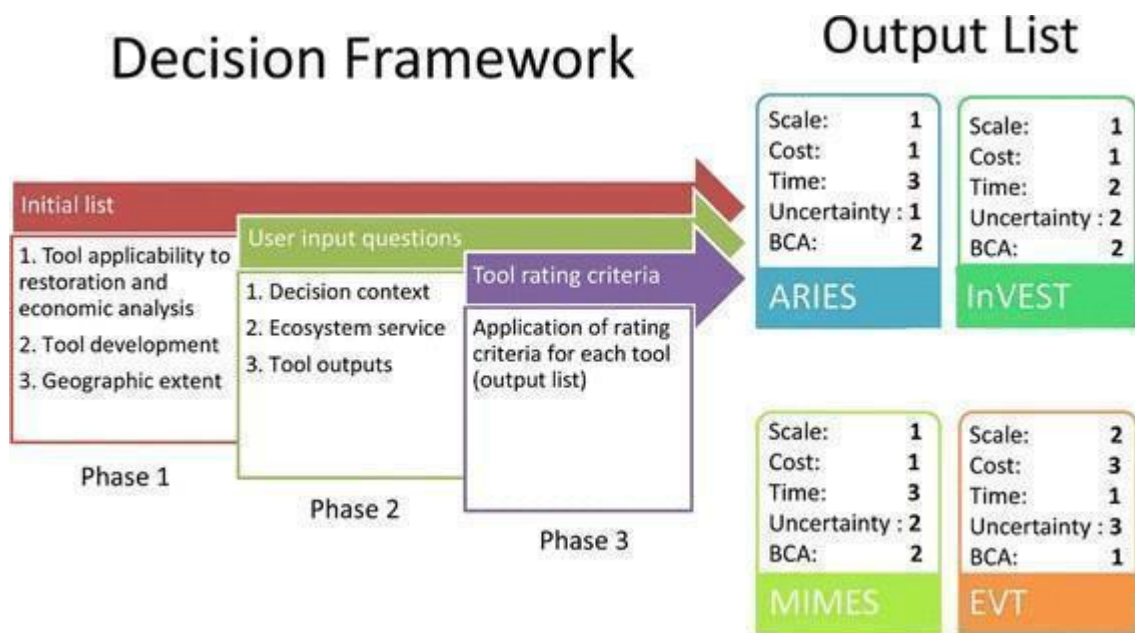 Decision Framework
Initial list
1. Tool applicability to
restoration and
economic analysis
2. Tool development
3. Geographic extent
Phase 1
User input questions
1. Decision context
2. Ecosystem service
3. Tool outputs
Phase 2
Tool rating criteria
Application of rating
criteria for each tool
(output list)
Phase 3
Output List
Scale: 1
Cost: 1
Time: 3
Uncertainty : 1
BCA: 2
ARIES
Scale: 1
Cost: 1
Time: 2
Uncertainty : 2
BCA: 2
InVEST
Scale: 1
Cost: 1
Time: 3
Uncertainty : 2
BCA: 2
MIMES
Scale: 2
Cost: 3
Time: 1
Uncertainty : 3
BCA: 1
EVT